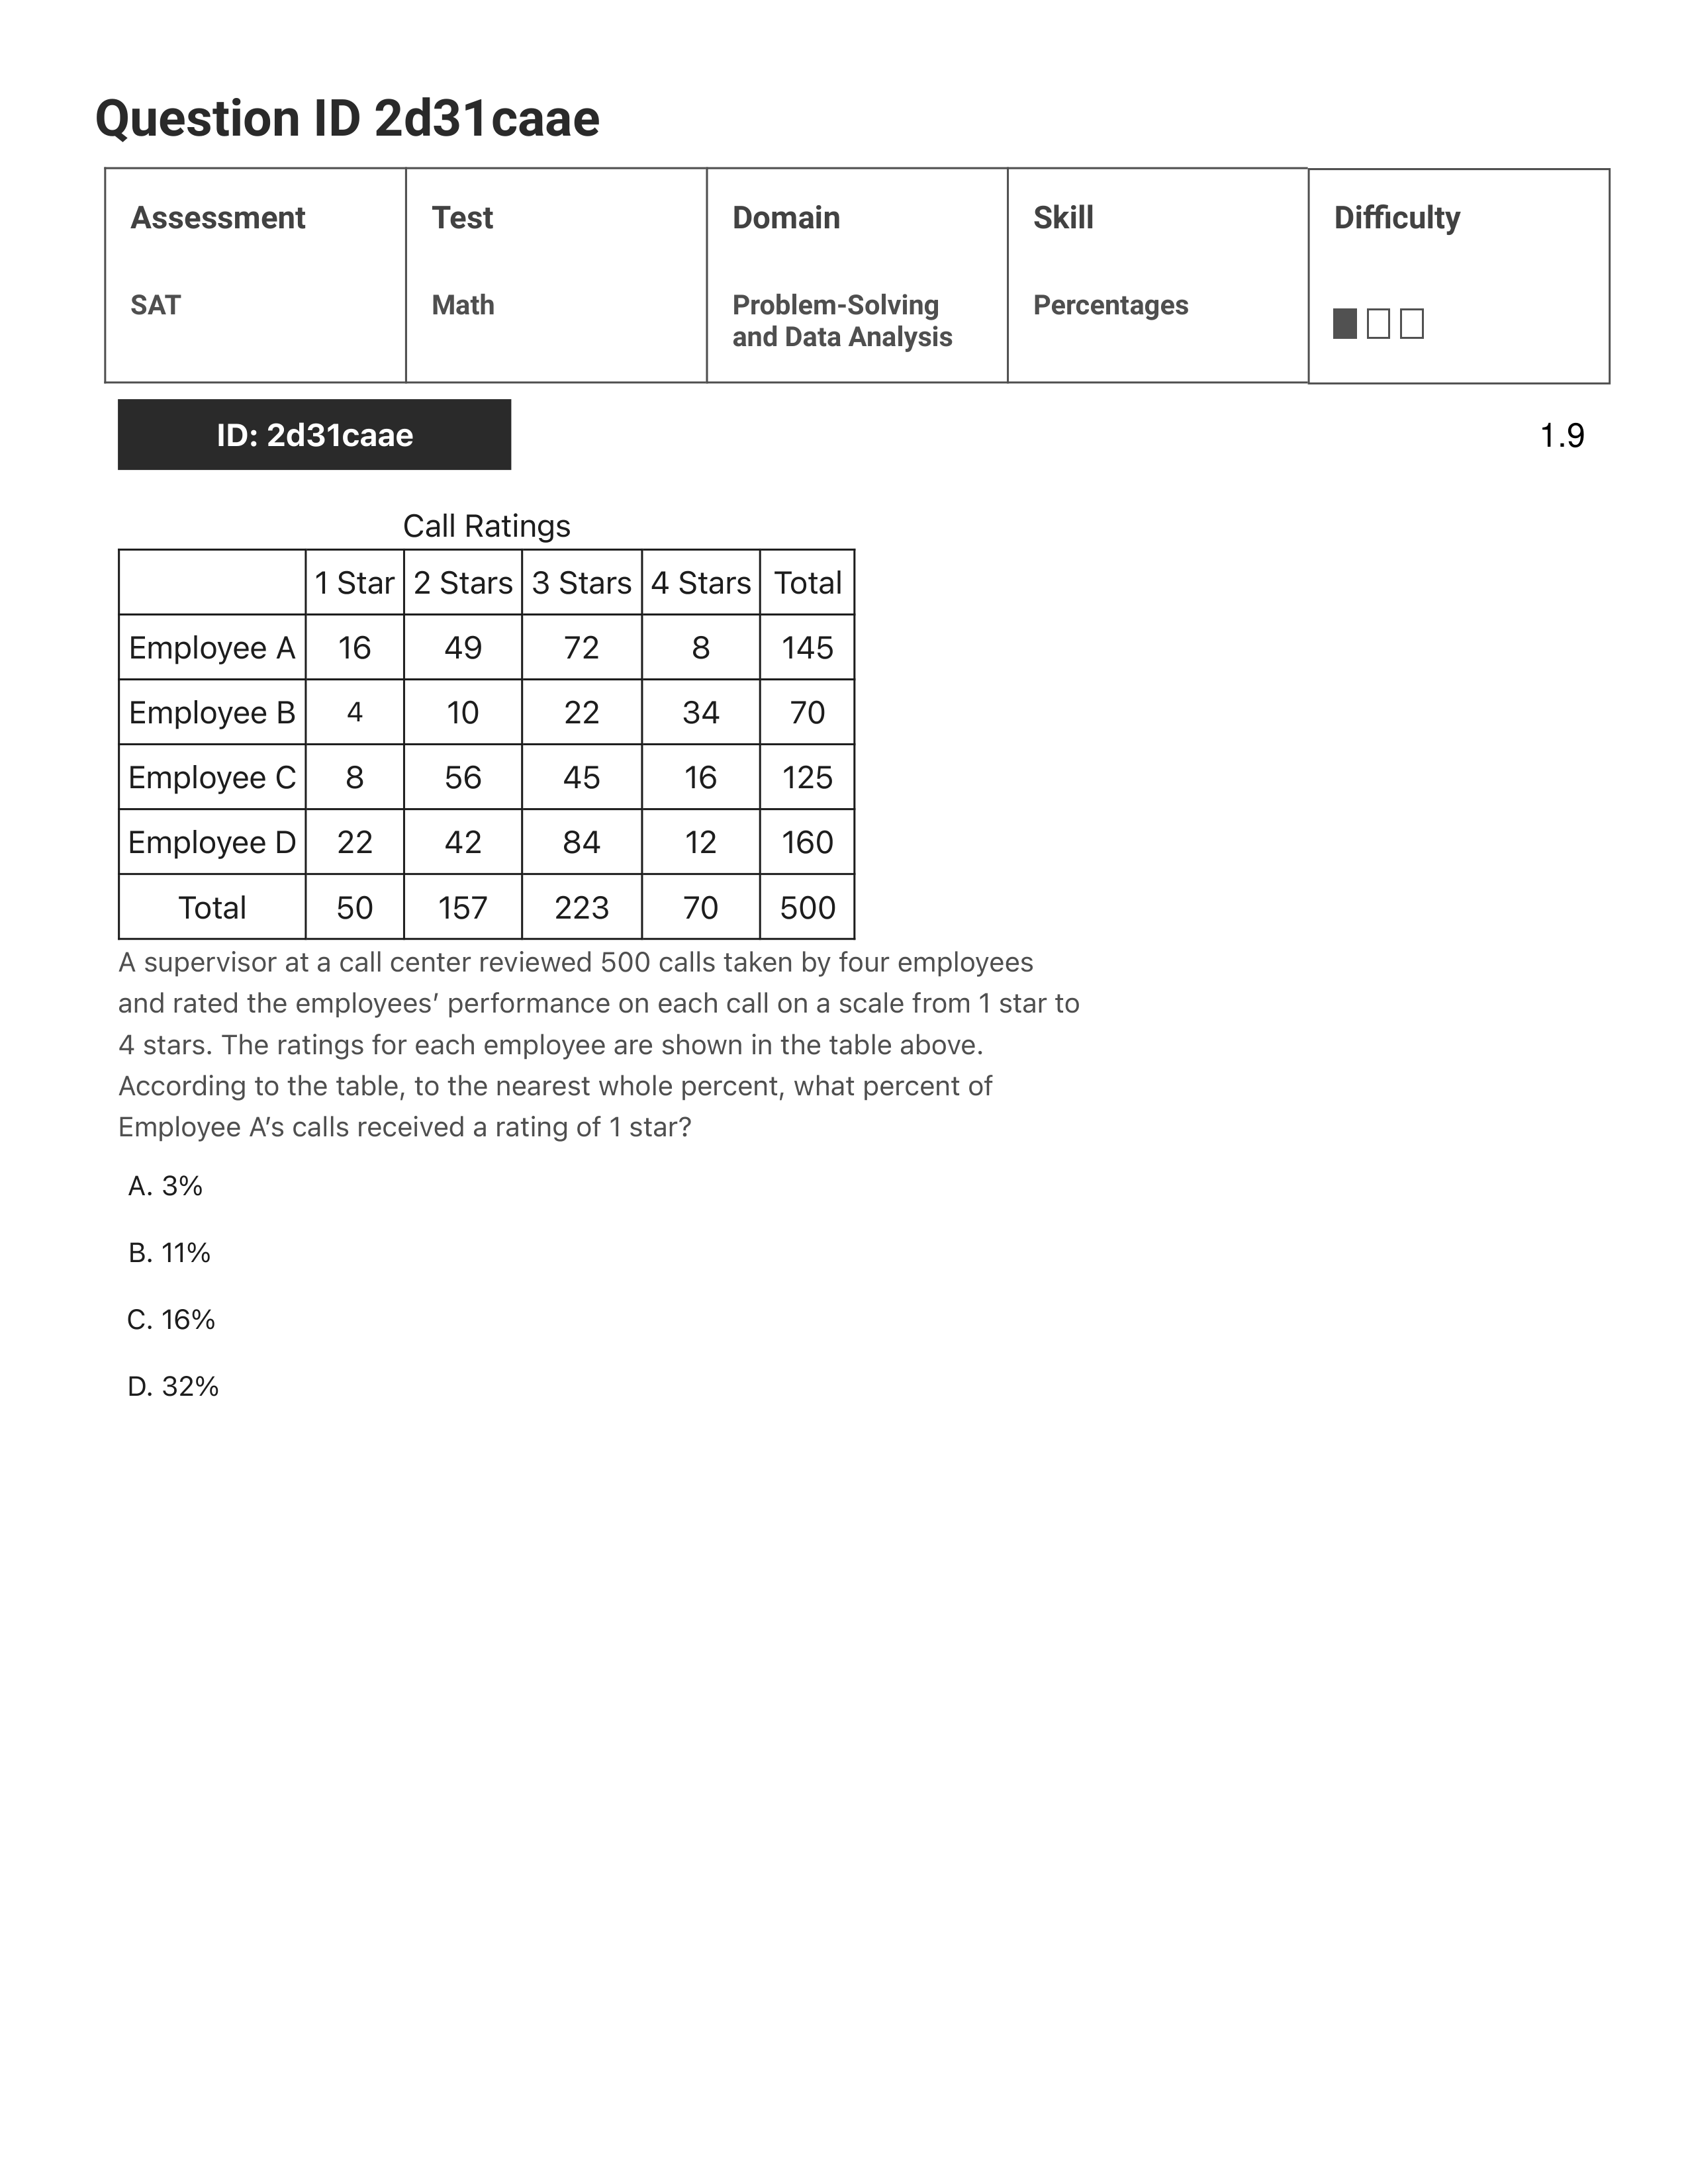 Question ID 2d31caae
Assessment Test Domain Skill Difficulty
SAT Math Problem-Solving and Data Analysis Percentages
ID: 2d31caae 1.9
Call Ratings
1 Star 2 Stars 3 Stars 4 Stars Total
Employee A 16 49 72 8 145
Employee B 4 10 22 34 70
Employee C 8 56 45 16 125
Employee D 22 42 84 12 160
Total 50 157 223 70 500
A supervisor at a call center reviewed 500 calls taken by four employees
and rated the employees’ performance on each call on a scale from 1 star to
4 stars. The ratings for each employee are shown in the table above.
According to the table, to the nearest whole percent, what percent of
Employee A’s calls received a rating of 1 star?
A. 3%
B. 11%
C. 16%
D. 32%